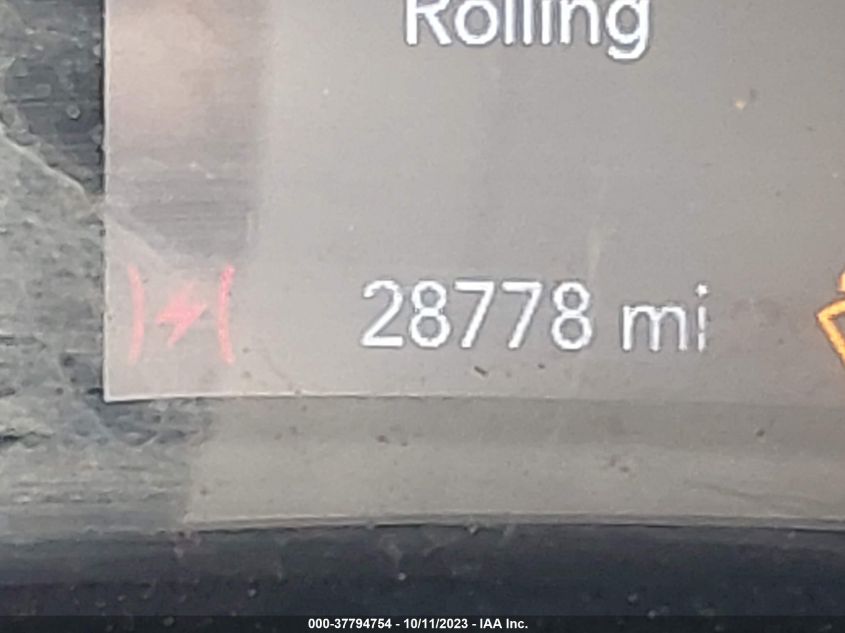 Rolling
28778 mi
000-37794754 - 10/11/2023 - IAA Inc.